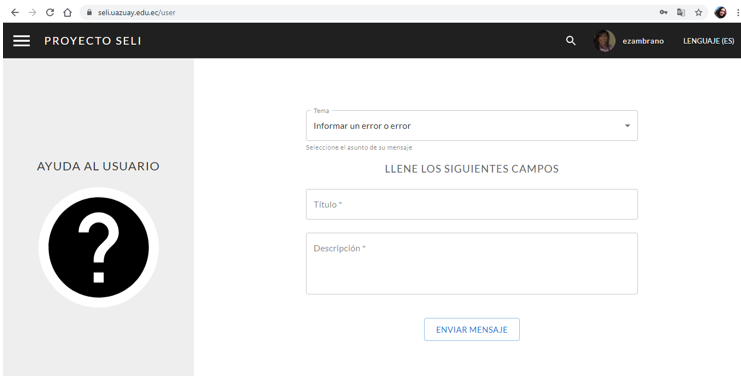 seli.uazuay.edu.ec/user
PROYECTO SELI
ezambrano
LENGUAJE (ES)
AYUDA AL USUARIO
?
Tema
Informar un error o error
Seleccione el asunto de su mensaje
LLENE LOS SIGUIENTES CAMPOS
Título *
Descripción *
ENVIAR MENSAJE